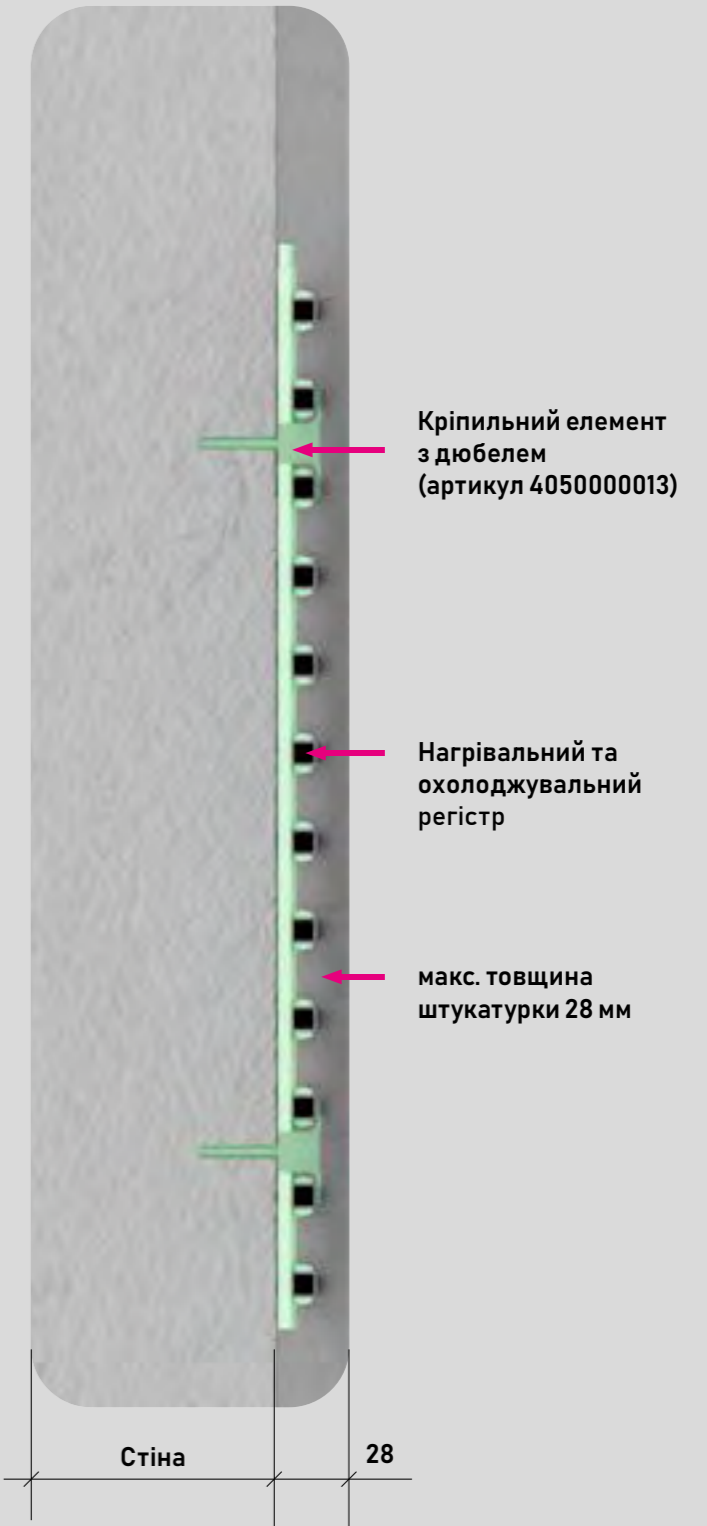 Кріпильний елемент
з дюбелем
(артикул 4050000013)
Нагрівальний та
охолоджувальний
регістр
макс. товщина
штукатурки 28 мм
Стіна
28